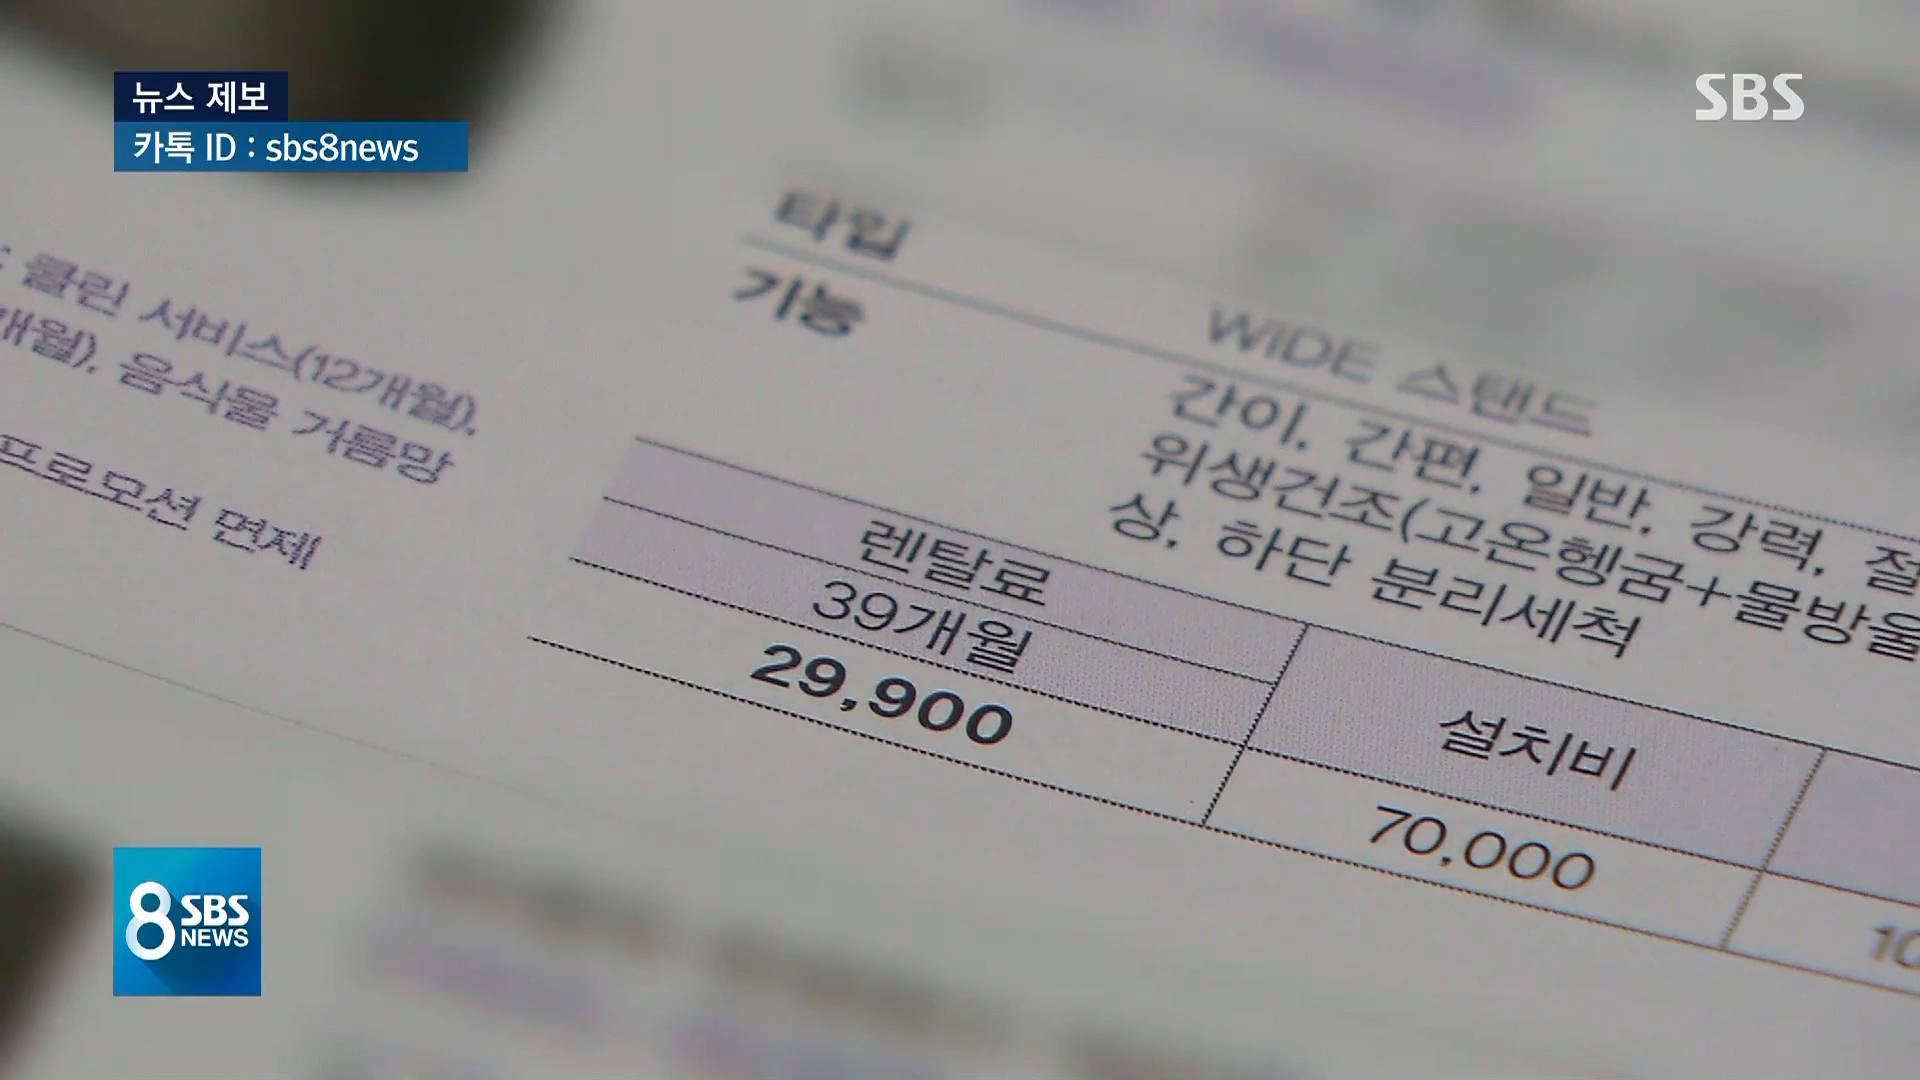 뉴스 제보
카톡 ID : sbs8news
SBS
타입
WIDE 스탠드
기능
간이, 간편, 일반, 강력, 절
위생건조(고온헹굼+물방울
상, 하단 분리세척
: 클린 서비스(12개월),
개월), 음식물 거름망
프로모션 면제
렌탈료
39개월
29,900
설치비
70,000
10
8 SBS
NEWS